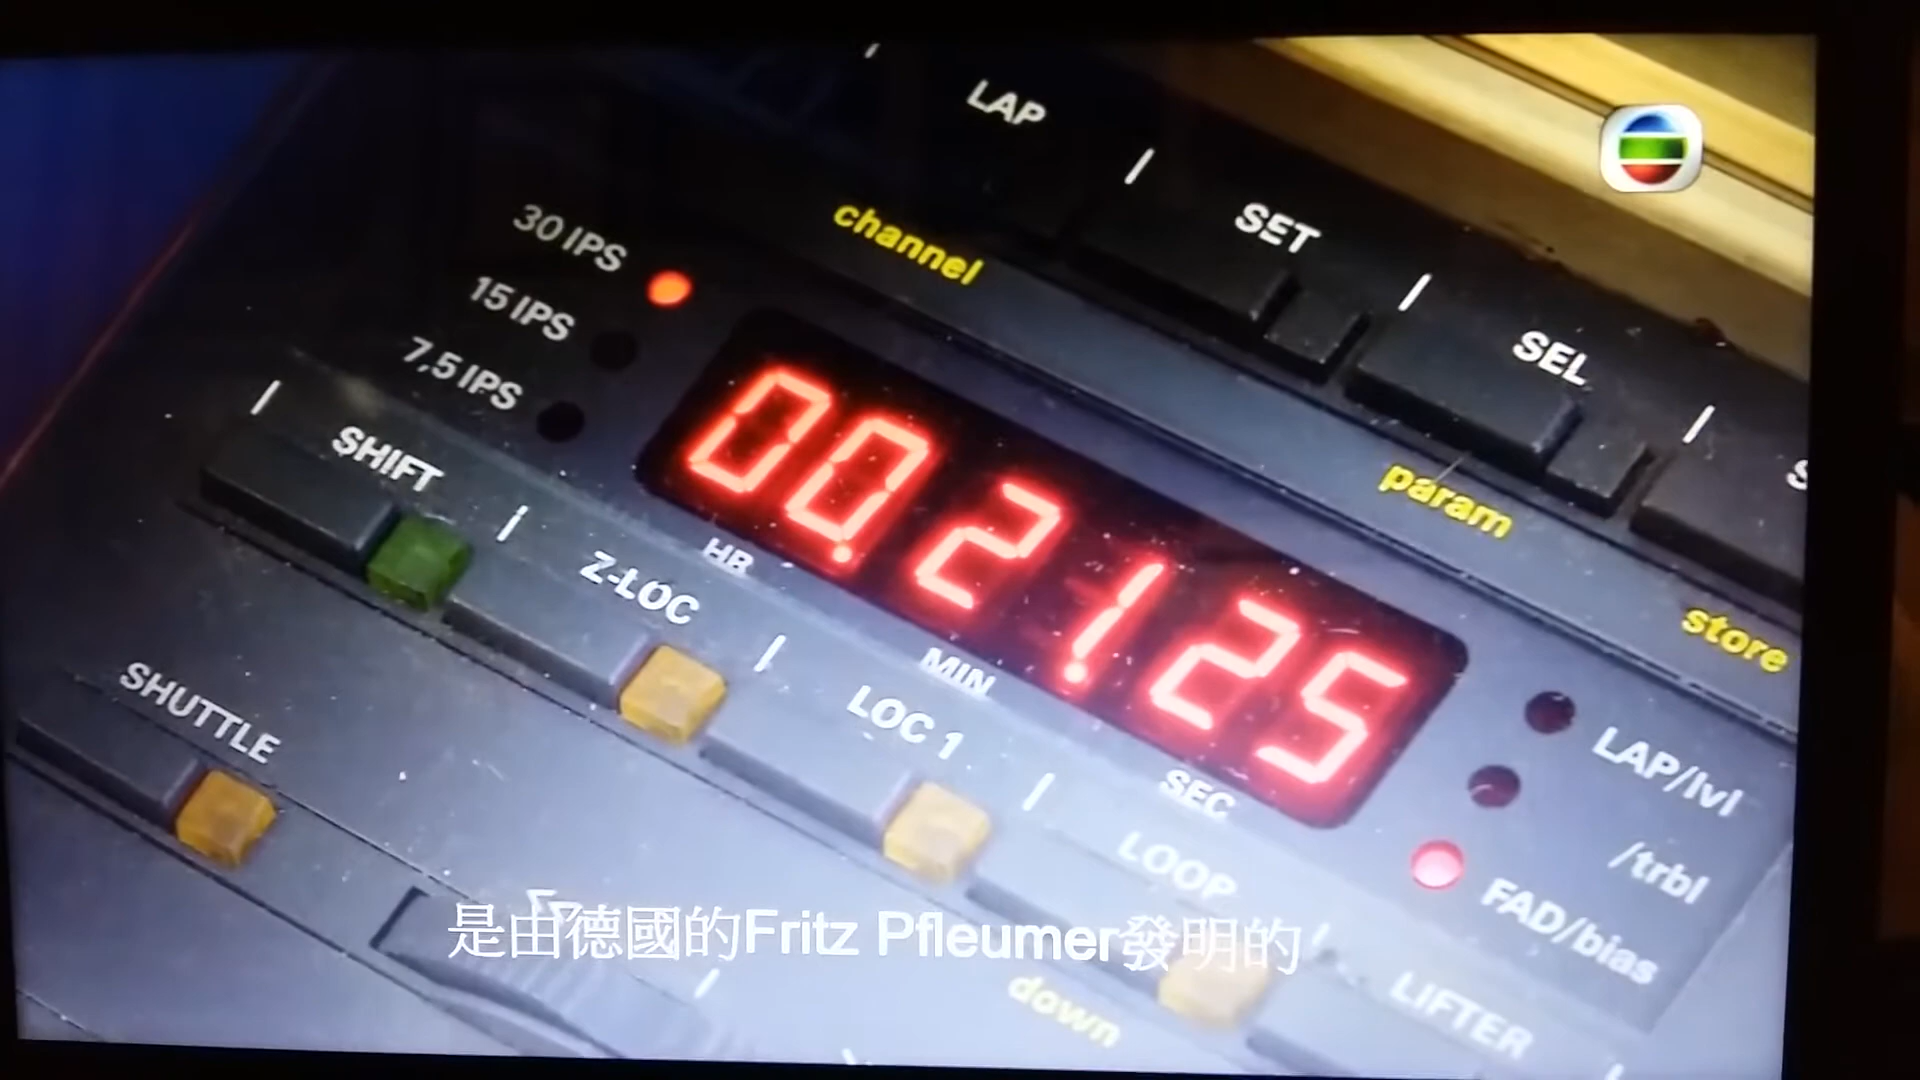 LAP
SET
SEL
channel
30 IPS
15 IPS
7,5 IPS
param
store
SHIFT
00.21.25
HR
MIN
SEC
Z-LOC
LOC 1
LOOP
LIFTER
SHUTTLE
LAP/lvl
/trbl
FAD/bias
是由德國的Fritz Pfleumer發明的
down